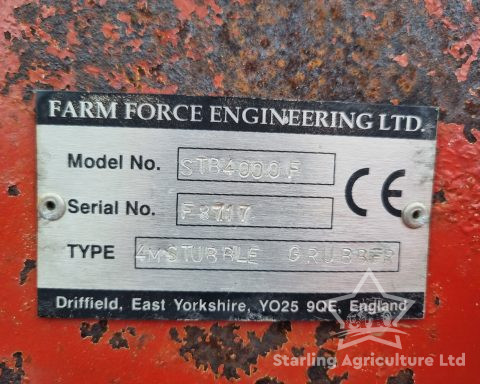 FARM FORCE ENGINEERING LTD.
Model No. STB4000F
Serial No. F8717
CE
TYPE 4M STUBBLE GRUBBER
Driffield, East Yorkshire, YO25 9QE, England
Starling Agriculture Ltd